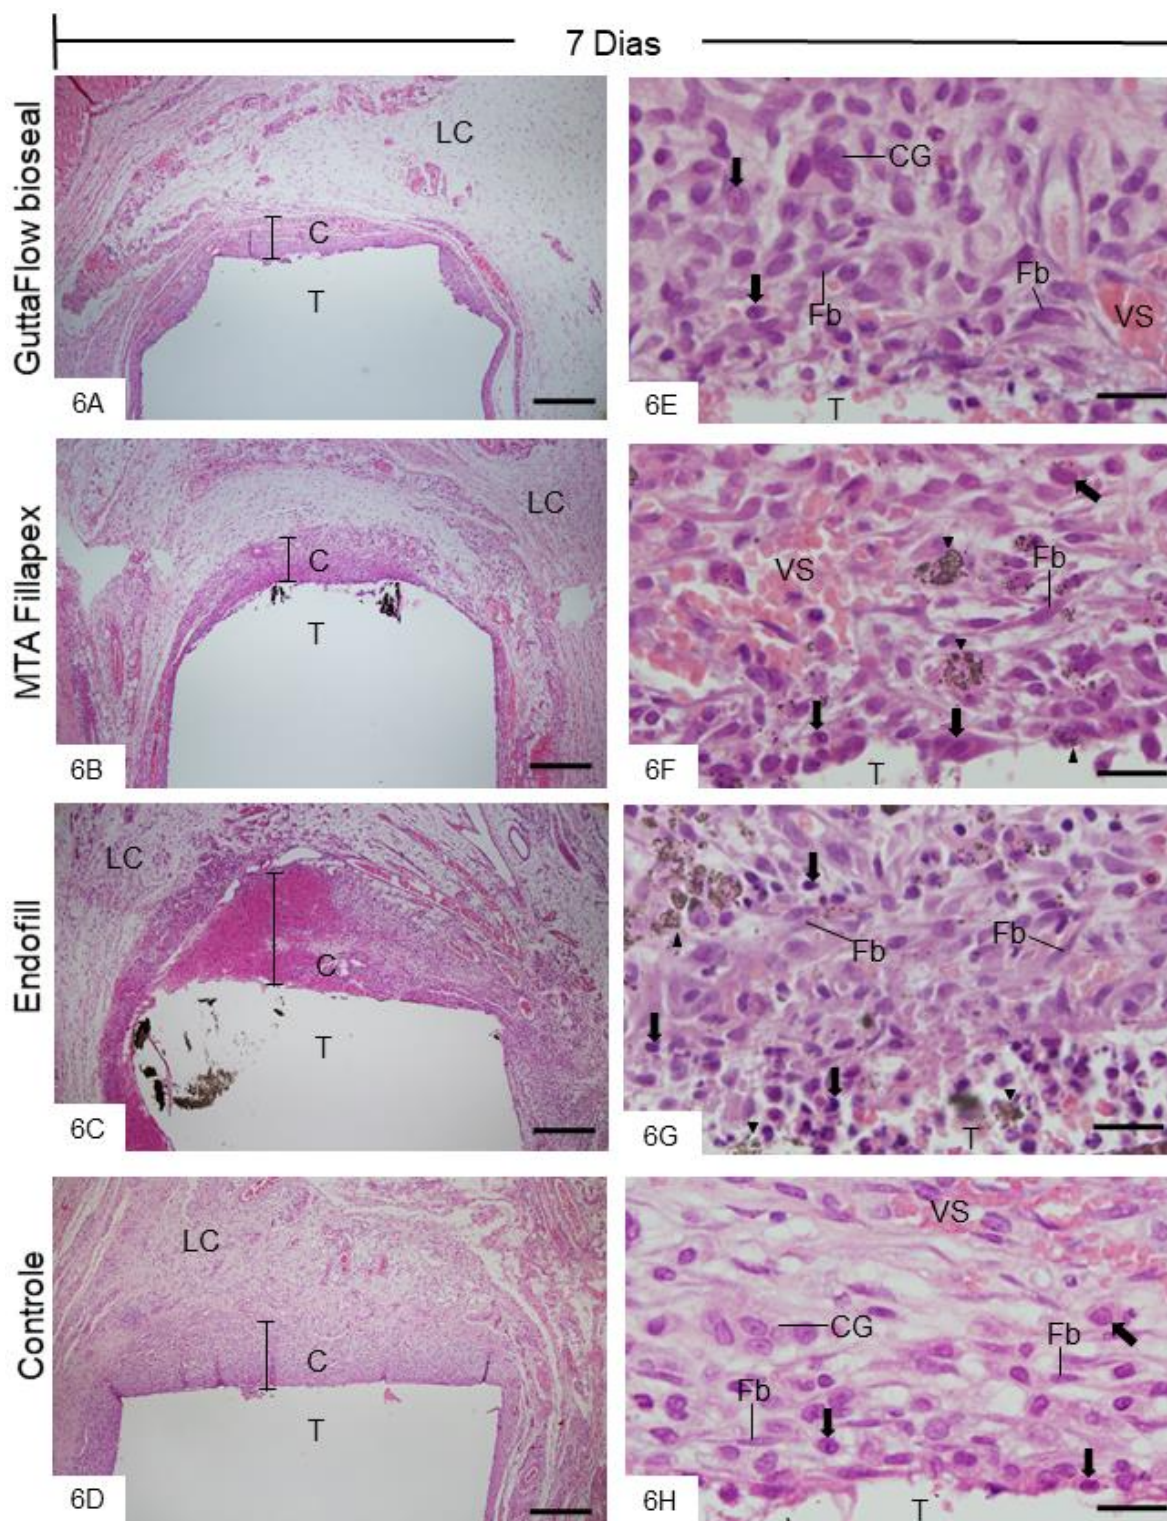 7 Dias
GuttaFlow bioseal
LC
C
T
6A
CG
Fb
Fb
VS
T
6E
MTA Fillapex
LC
C
T
6B
VS
Fb
T
6F
Endofill
LC
C
T
6C
Fb
Fb
T
6G
Controle
LC
C
T
6D
VS
CG
Fb
Fb
T
6H